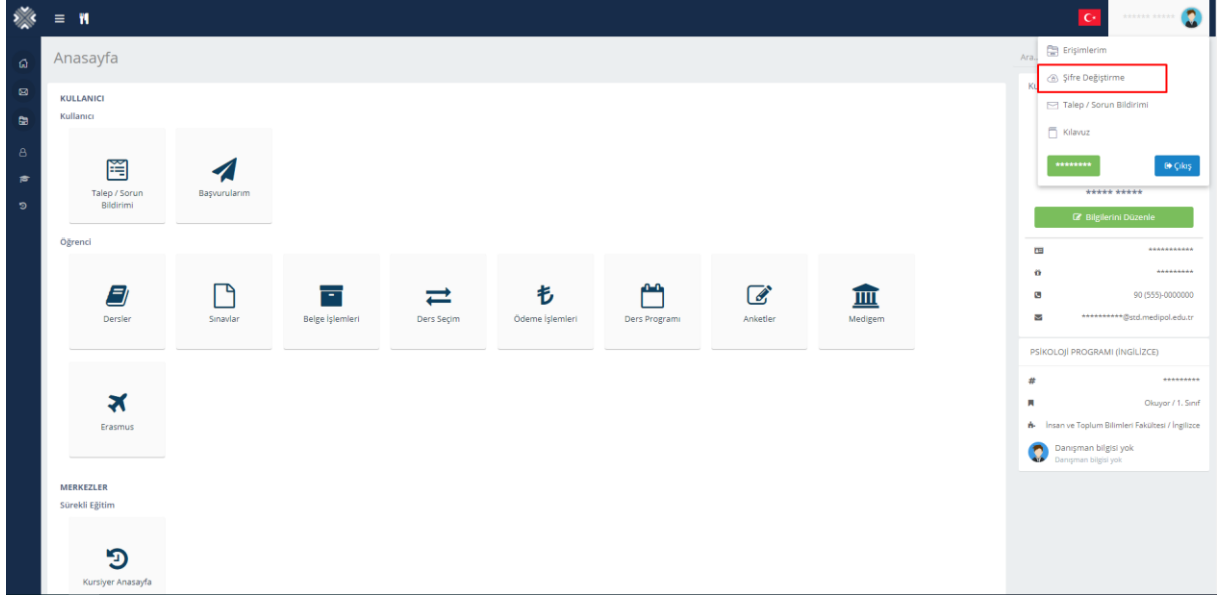 ****** *****
Anasayfa
Ara..
Erişimlerim
Şifre Değiştirme
Talep / Sorun Bildirimi
Kılavuz
********
Çıkış
KULLANICI
Kullanıcı
Talep / Sorun
Bildirimi
Başvurularım
Öğrenci
Dersler
Sınavlar
Belge İşlemleri
Ders Seçim
Ödeme İşlemleri
Ders Programı
Anketler
Medigem
Erasmus
MERKEZLER
Sürekli Eğitim
Kursiyer Anasayfa
Ku
***** *****
Bilgilerini Düzenle
***********
*********
90 (555)-0000000
**********@std.medipol.edu.tr
PSİKOLOJİ PROGRAMI (İNGİLİZCE)
#
*********
Okuyor / 1. Sınıf
İnsan ve Toplum Bilimleri Fakültesi / İngilizce
Danışman bilgisi yok
Danışman bilgisi yok